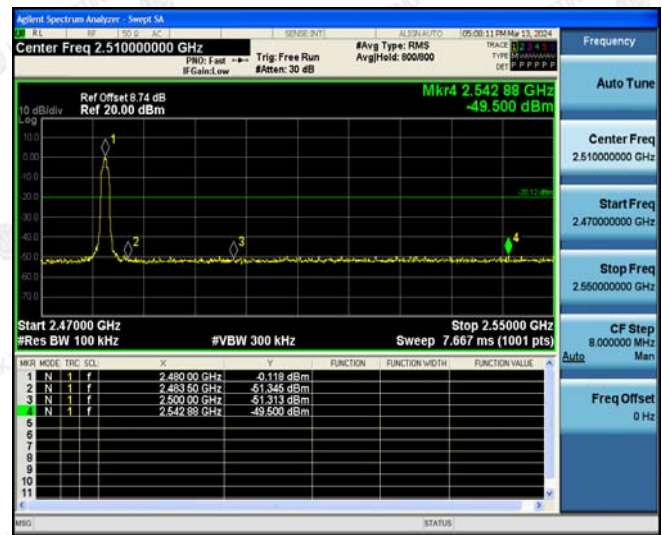 Agilent Spectrum Analyzer - Swept SA
RL RF 50 Ω AC SENSE:INT ALIGN AUTO 05:08:11 PM Mar 13, 2024
Center Freq 2.510000000 GHz
PNO: Fast
IFGain:Low
Trig: Free Run
#Atten: 30 dB
#Avg Type: RMS
Avg|Hold: 800/800
TRACE 1 2 3 4 5 6
TYPE
DET P P P P P P
Ref Offset 8.74 dB
Ref 20.00 dBm
10 dB/div
Log
Mkr4 2.542 88 GHz
-49.500 dBm
10.0
0.00
-10.0
-20.0
-30.0
-40.0
-50.0
-60.0
-70.0
1
2
3
4
-20.12 dBm
Start 2.47000 GHz
Stop 2.55000 GHz
#Res BW 100 kHz
#VBW 300 kHz
Sweep 7.667 ms (1001 pts)
MKR MODE TRC SCL X Y FUNCTION FUNCTION WIDTH FUNCTION VALUE
1 N 1 f 2.480 00 GHz -0.118 dBm
2 N 1 f 2.483 50 GHz -51.345 dBm
3 N 1 f 2.500 00 GHz -51.313 dBm
4 N 1 f 2.542 88 GHz -49.500 dBm
5
6
7
8
9
10
11
MSG
STATUS
Frequency
Auto Tune
Center Freq
2.510000000 GHz
Start Freq
2.470000000 GHz
Stop Freq
2.550000000 GHz
CF Step
8.000000 MHz
Auto Man
Freq Offset
0 Hz